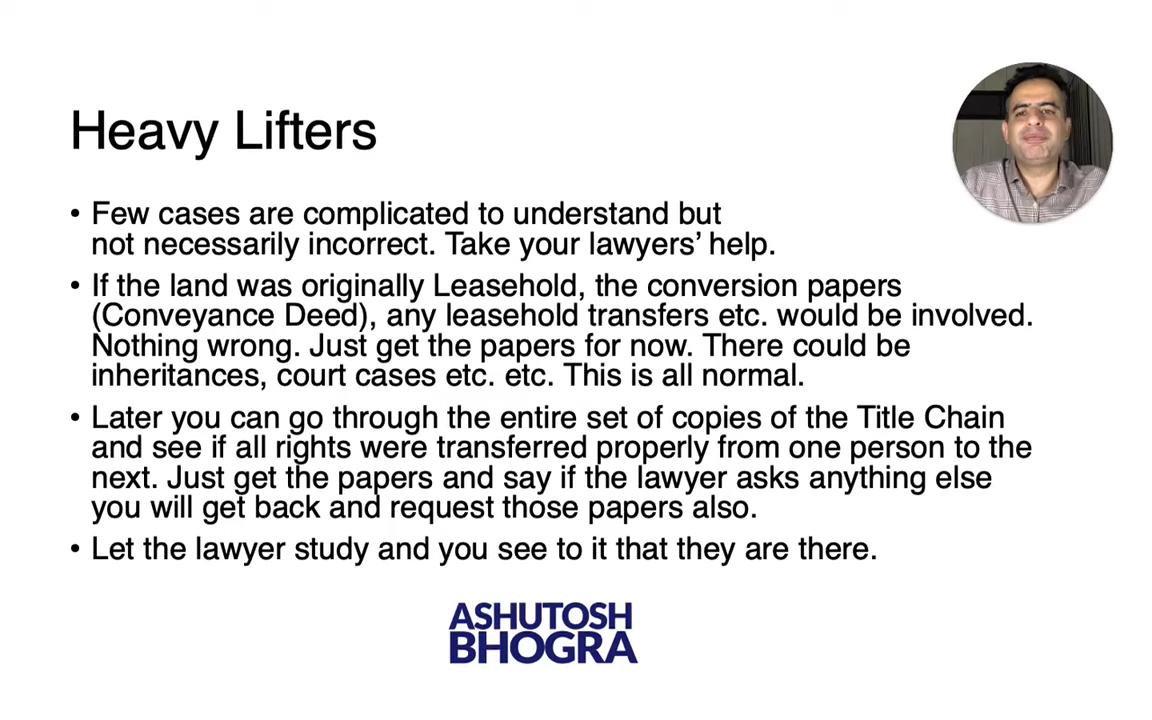 Heavy Lifters
• Few cases are complicated to understand but
not necessarily incorrect. Take your lawyers’ help.
• If the land was originally Leasehold, the conversion papers
(Conveyance Deed), any leasehold transfers etc. would be involved.
Nothing wrong. Just get the papers for now. There could be
inheritances, court cases etc. etc. This is all normal.
• Later you can go through the entire set of copies of the Title Chain
and see if all rights were transferred properly from one person to the
next. Just get the papers and say if the lawyer asks anything else
you will get back and request those papers also.
• Let the lawyer study and you see to it that they are there.
ASHUTOSH
BHOGRA